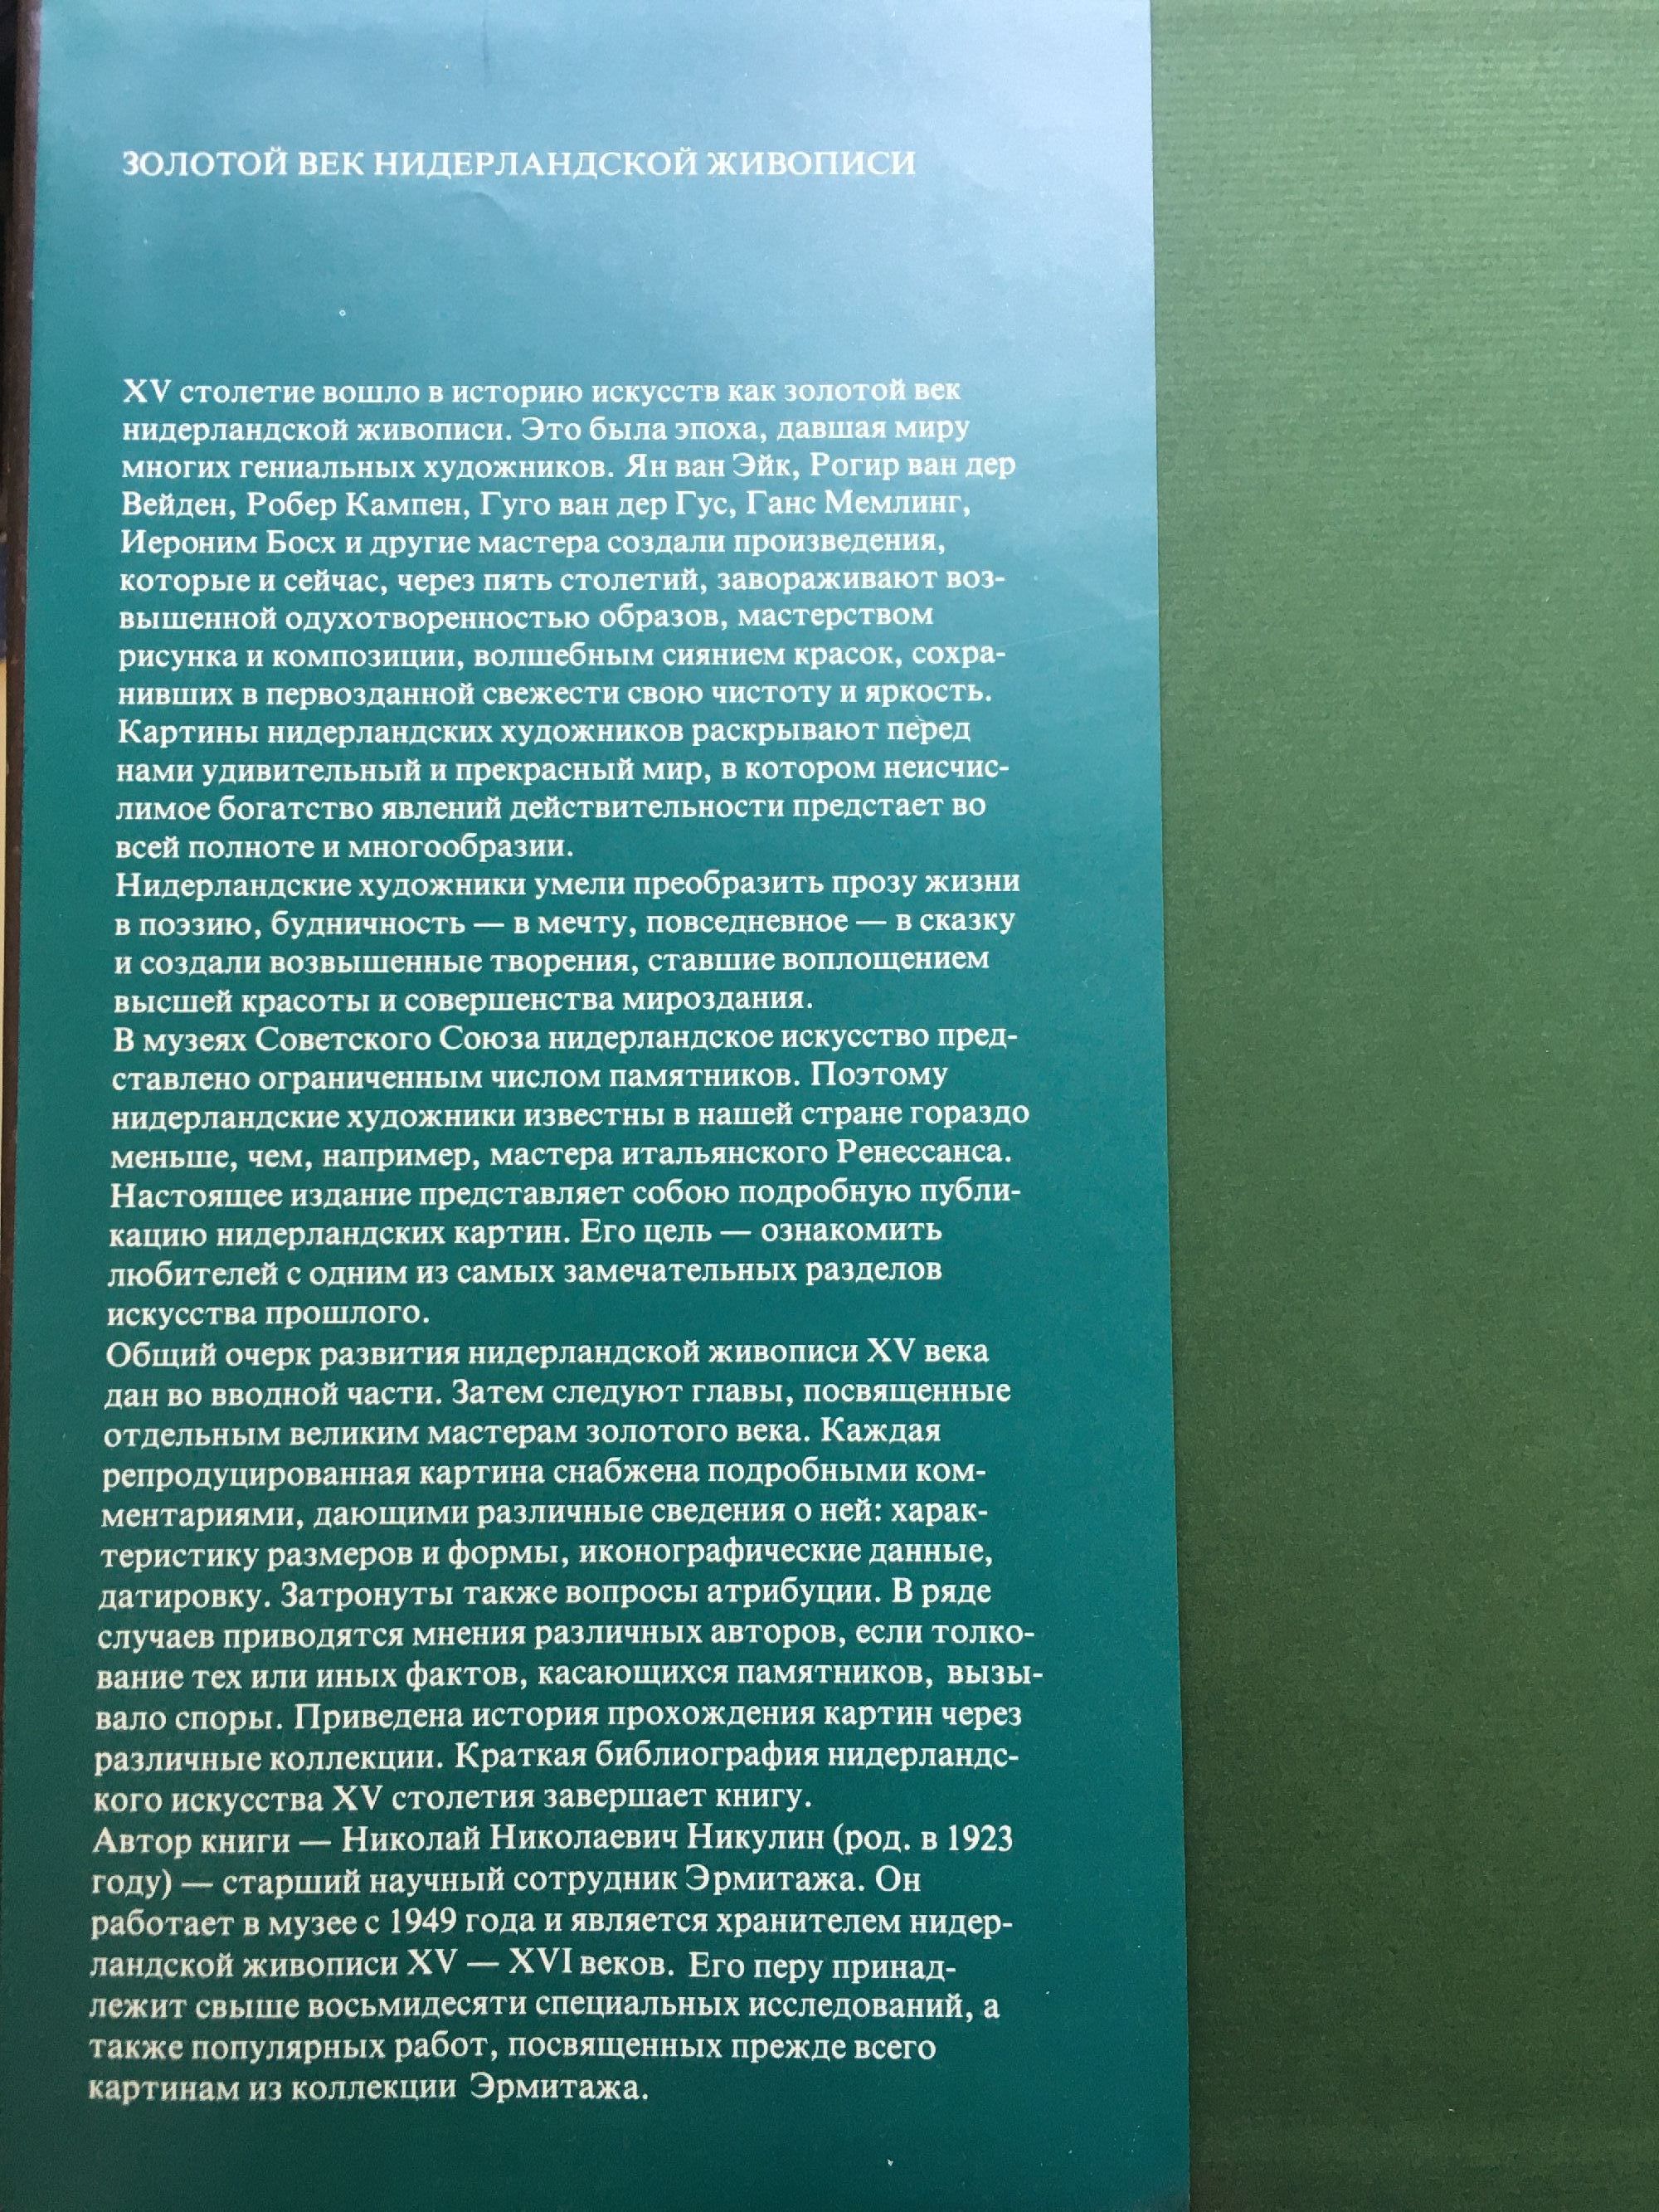 ЗОЛОТОЙ ВЕК НИДЕРЛАНДСКОЙ ЖИВОПИСИ
XV столетие вошло в историю искусств как золотой век
нидерландской живописи. Это была эпоха, давшая миру
многих гениальных художников. Ян ван Эйк, Рогир ван дер
Вейден, Робер Кампен, Гуго ван дер Гус, Ганс Мемлинг,
Иероним Босх и другие мастера создали произведения,
которые и сейчас, через пять столетий, завораживают воз-
вышенной одухотворенностью образов, мастерством
рисунка и композиции, волшебным сиянием красок, сохра-
нивших в первозданной свежести свою чистоту и яркость.
Картины нидерландских художников раскрывают перед
нами удивительный и прекрасный мир, в котором неисчис-
лимое богатство явлений действительности предстает во
всей полноте и многообразии.
Нидерландские художники умели преобразить прозу жизни
в поэзию, будничность — в мечту, повседневное — в сказку
и создали возвышенные творения, ставшие воплощением
высшей красоты и совершенства мироздания.
В музеях Советского Союза нидерландское искусство пред-
ставлено ограниченным числом памятников. Поэтому
нидерландские художники известны в нашей стране гораздо
меньше, чем, например, мастера итальянского Ренессанса.
Настоящее издание представляет собою подробную публи-
кацию нидерландских картин. Его цель — ознакомить
любителей с одним из самых замечательных разделов
искусства прошлого.
Общий очерк развития нидерландской живописи XV века
дан во вводной части. Затем следуют главы, посвященные
отдельным великим мастерам золотого века. Каждая
репродуцированная картина снабжена подробными ком-
ментариями, дающими различные сведения о ней: харак-
теристику размеров и формы, иконографические данные,
датировку. Затронуты также вопросы атрибуции. В ряде
случаев приводятся мнения различных авторов, если толко-
вание тех или иных фактов, касающихся памятников, вызы-
вало споры. Приведена история прохождения картин через
различные коллекции. Краткая библиография нидерландс-
кого искусства XV столетия завершает книгу.
Автор книги — Николай Николаевич Никулин (род. в 1923
году) — старший научный сотрудник Эрмитажа. Он
работает в музее с 1949 года и является хранителем нидер-
ландской живописи XV — XVI веков. Его перу принад-
лежит свыше восьмидесяти специальных исследований, а
также популярных работ, посвященных прежде всего
картинам из коллекции Эрмитажа.